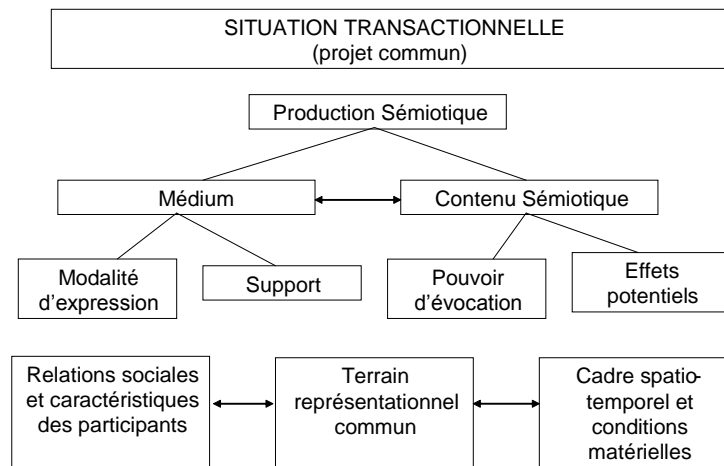 SITUATION TRANSACTIONNELLE
(projet commun)
Production Sémiotique
Médium
Contenu Sémiotique
Modalité
d'expression
Support
Pouvoir
d'évocation
Effets
potentiels
Relations sociales
et caractéristiques
des participants
Terrain
représentationnel
commun
Cadre spatio-
temporel et
conditions
matérielles